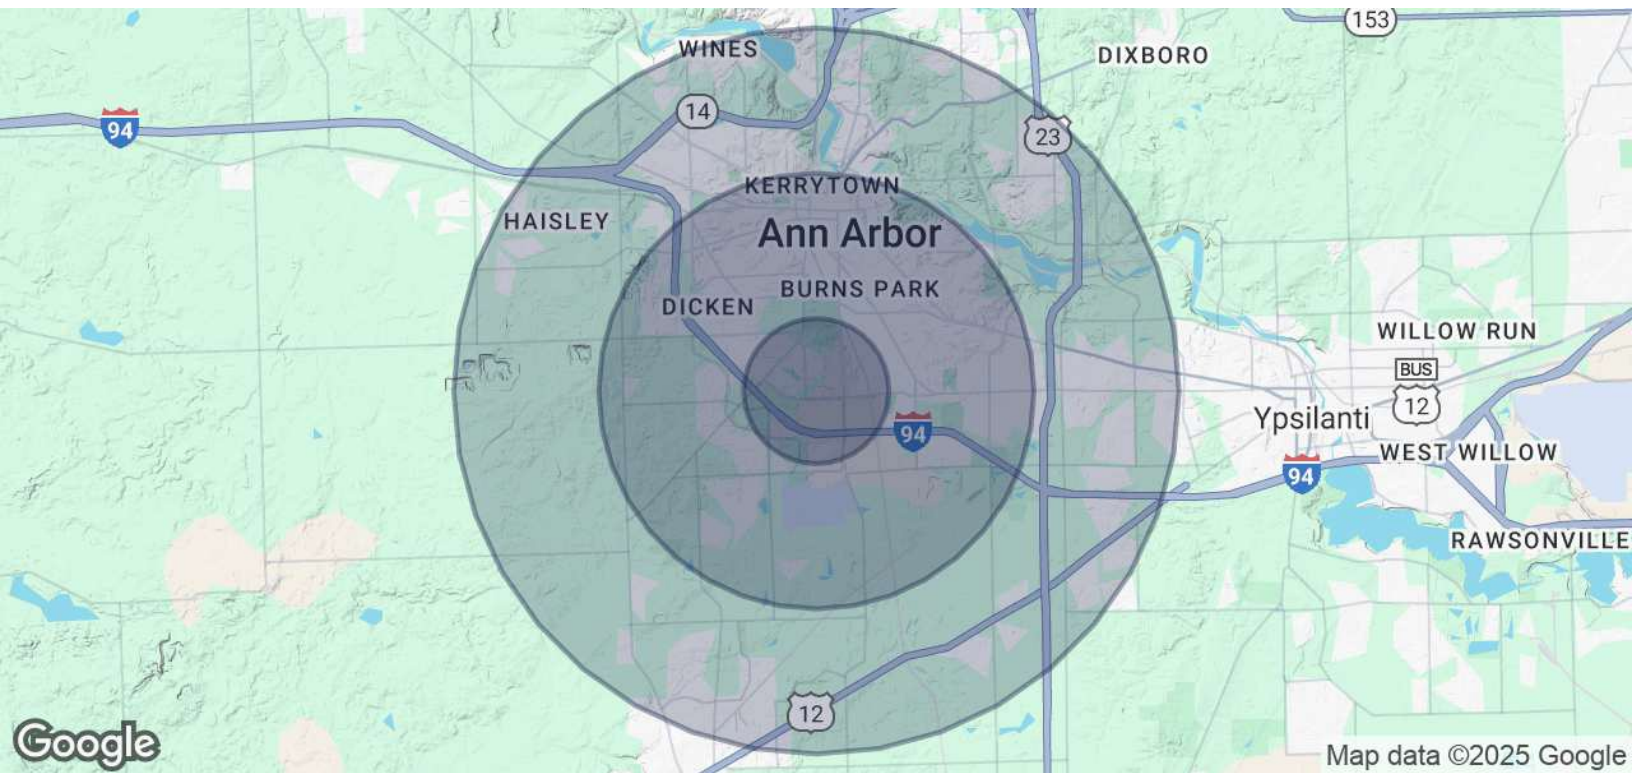 153
WINES
DIXBORO
14
94
23
KERRYTOWN
HAISLEY
Ann Arbor
BURNS PARK
DICKEN
WILLOW RUN
BUS
12
Ypsilanti
94
WEST WILLOW
94
RAWSONVILLE
12
Google
Map data ©2025 Google